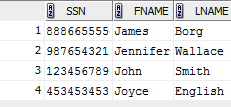 SSN FNAME LNAME
1 888665555 James Borg
2 987654321 Jennifer Wallace
3 123456789 John Smith
4 453453453 Joyce English